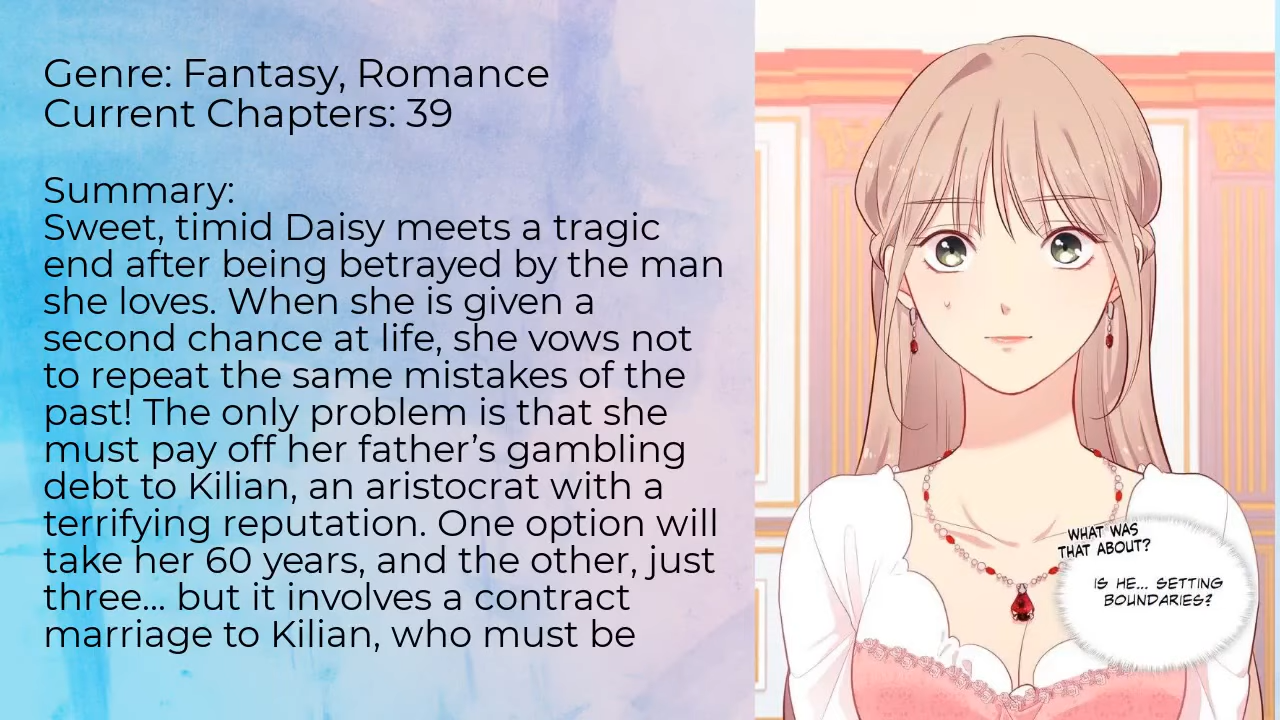 Genre: Fantasy, Romance
Current Chapters: 39
Summary:
Sweet, timid Daisy meets a tragic
end after being betrayed by the man
she loves. When she is given a
second chance at life, she vows not
to repeat the same mistakes of the
past! The only problem is that she
must pay off her father’s gambling
debt to Kilian, an aristocrat with a
terrifying reputation. One option will
take her 60 years, and the other, just
three... but it involves a contract
marriage to Kilian, who must be
WHAT WAS
THAT ABOUT?
IS HE... SETTING
BOUNDARIES?